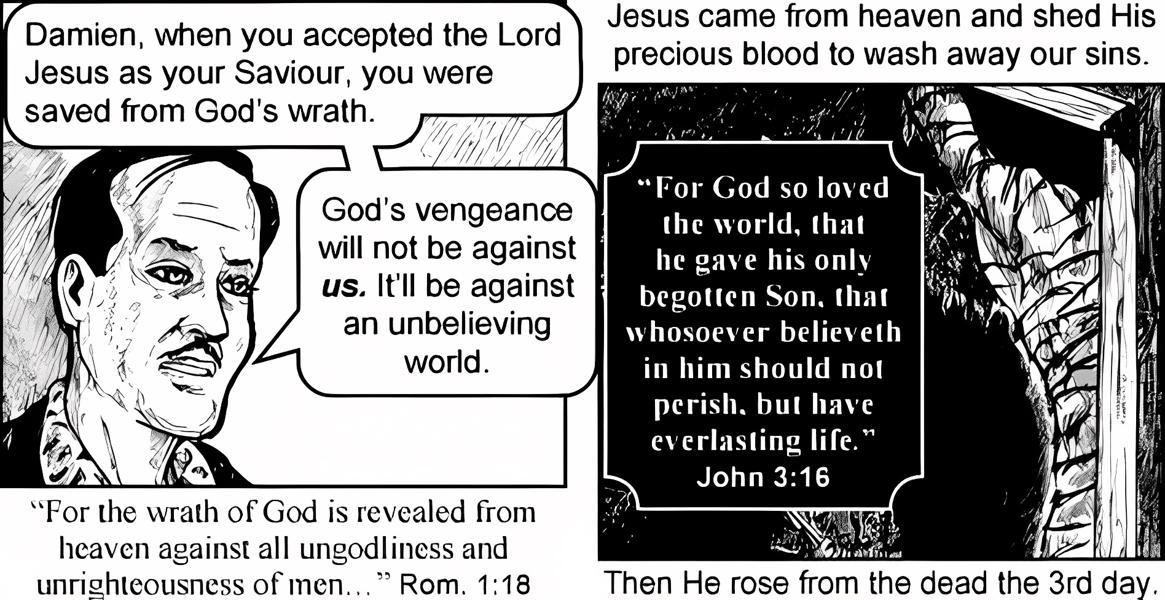 Damien, when you accepted the Lord
Jesus as your Saviour, you were
saved from God's wrath.
God's vengeance
will not be against
us. It'll be against
an unbelieving
world.
"For the wrath of God is revealed from
heaven against all ungodliness and
unrighteousness of men..." Rom. 1:18
Jesus came from heaven and shed His
precious blood to wash away our sins.
"For God so loved
the world, that
he gave his only
begotten Son, that
whosoever believeth
in him should not
perish, but have
everlasting life."
John 3:16
Then He rose from the dead the 3rd day.